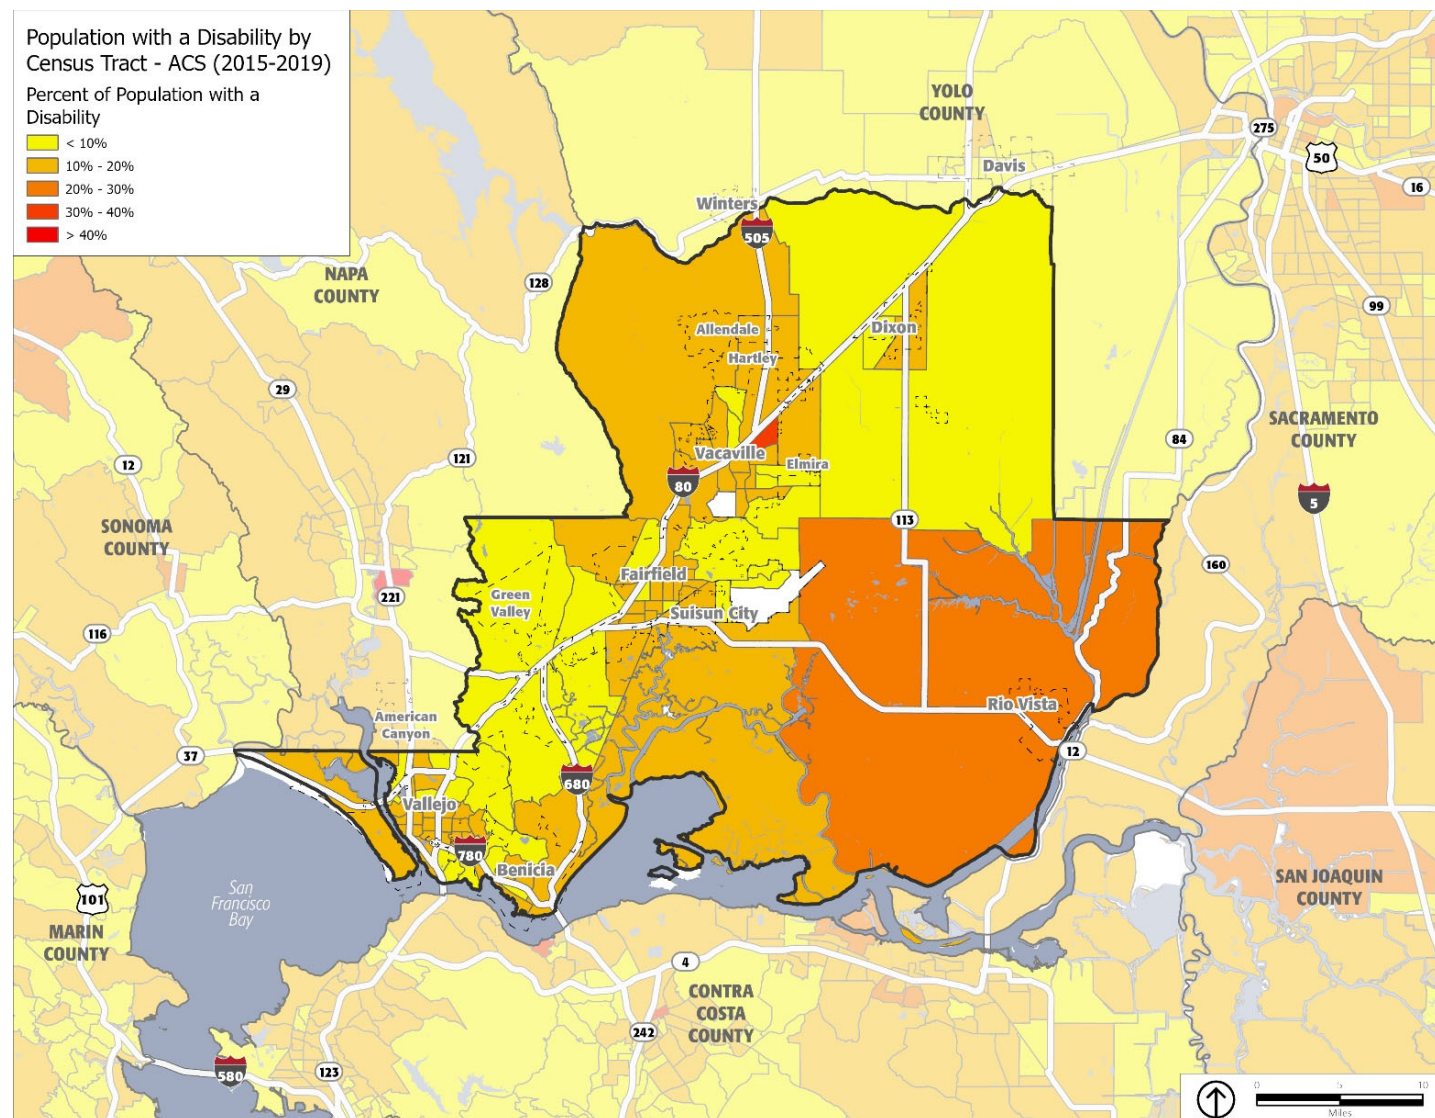 Population with a Disability by
Census Tract - ACS (2015-2019)
Percent of Population with a
Disability
< 10%
10% - 20%
20% - 30%
30% - 40%
> 40%
YOLO
COUNTY
275
50
Davis
16
Winters
505
NAPA
COUNTY
128
99
Allendale
Dixon
Hartley
29
SACRAMENTO
COUNTY
84
12
121
Vacaville
Elmira
80
5
SONOMA
COUNTY
113
160
Fairfield
221
Green
Valley
Suisun City
116
Rio Vista
American
Canyon
37
12
680
Vallejo
780
Benicia
San
Francisco
Bay
101
MARIN
COUNTY
SAN JOAQUIN
COUNTY
4
CONTRA
COSTA
COUNTY
242
580
123
0 5 10
Miles